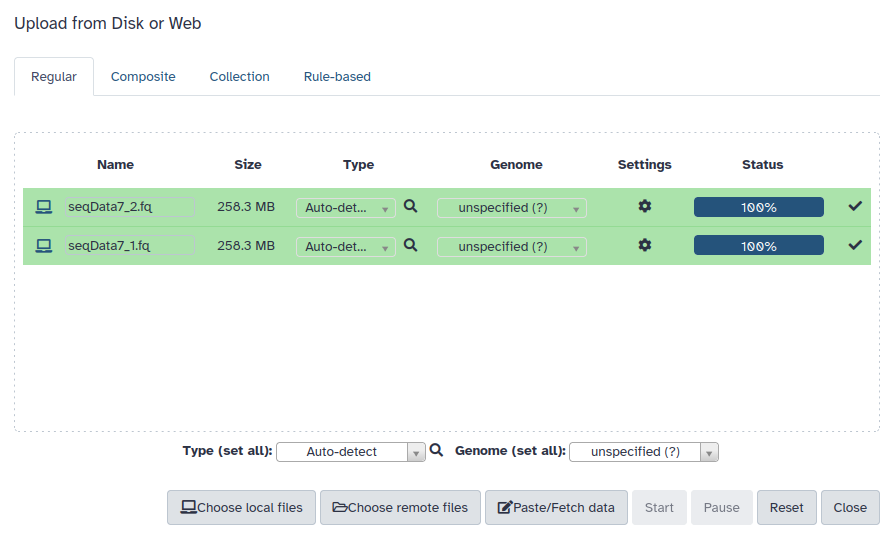 Upload from Disk or Web
Regular Composite Collection Rule-based
Name Size Type Genome Settings Status
seqData7_2.fq 258.3 MB Auto-det... unspecified (?) 100%
seqData7_1.fq 258.3 MB Auto-det... unspecified (?) 100%
Type (set all): Auto-detect Genome (set all): unspecified (?)
Choose local files Choose remote files Paste/Fetch data Start Pause Reset Close